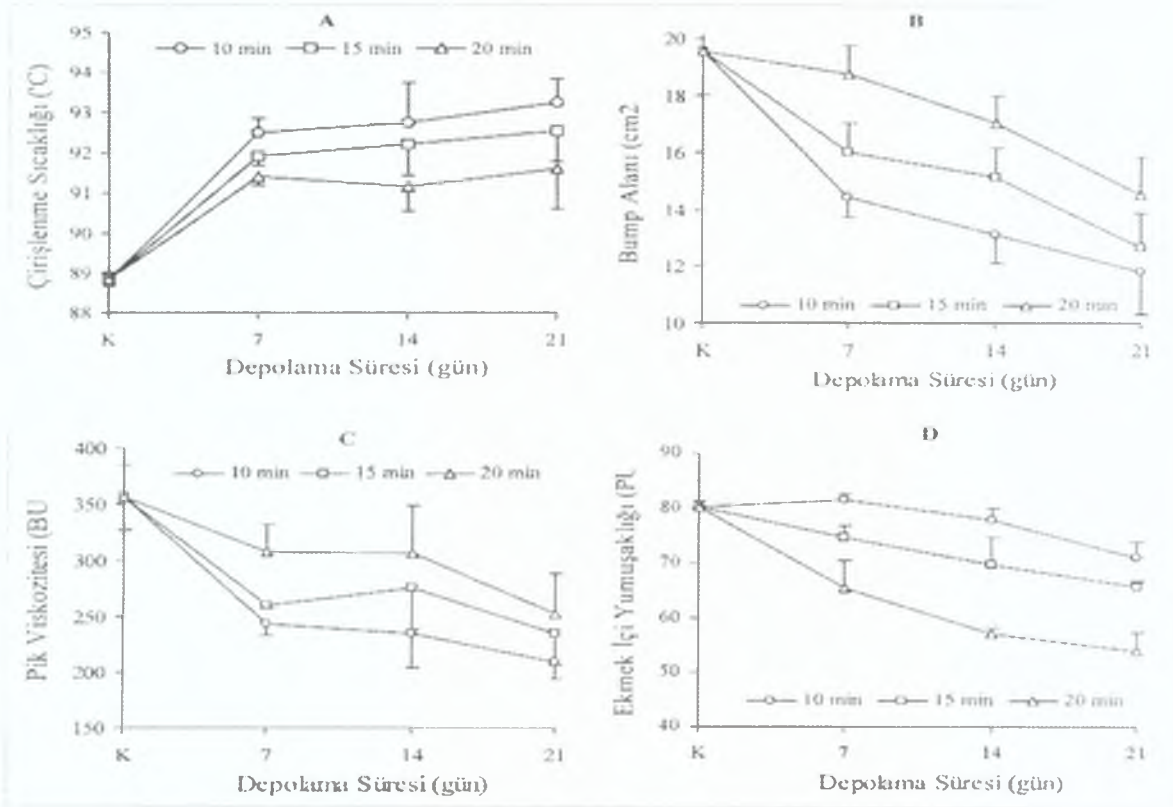 A
95
94
93
92
91
90
89
88
10 min 15 min 20 min
Çirişlenme Sıcaklığı (°C)
K 7 14 21
Depolama Süresi (gün)
B
20
18
16
14
12
10
10 min 15 min 20 min
Bump Alanı (cm2
K 7 14 21
Depolama Süresi (gün)
C
400
350
300
250
200
150
10 min 15 min 20 min
Pik Viskozitesi (BU
K 7 14 21
Depolama Süresi (gün)
D
90
80
70
60
50
40
10 min 15 min 20 min
Ekmek İçi Yumuşaklığı (PU
K 7 14 21
Depolama Süresi (gün)